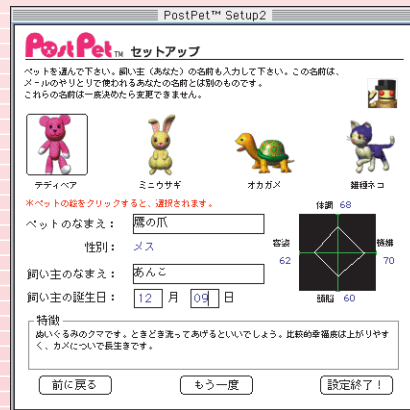 PostPet™ Setup2
PostPet™ セットアップ
ペットを選んで下さい。飼い主（あなた）の名前も入力して下さい。この名前は、
メールのやりとりで使われるあなたの名前とは別のものです。
これらの名前は一度決めたら変更できません。
テディベア
ミニウサギ
オカガメ
雑種ネコ
＊ペットの絵をクリックすると、選択されます。
体調 68
ペットのなまえ：
鷹の爪
性別：
メス
容姿
62
機嫌
70
飼い主のなまえ：
あんこ
飼い主の誕生日：
12 月 09 日
頭脳 60
特徴
ぬいぐるみのクマです。ときどき洗ってあげるといいでしょう。比較的幸福度は上がりやす
く、カメについで長生きです。
前に戻る
もう一度
設定終了！